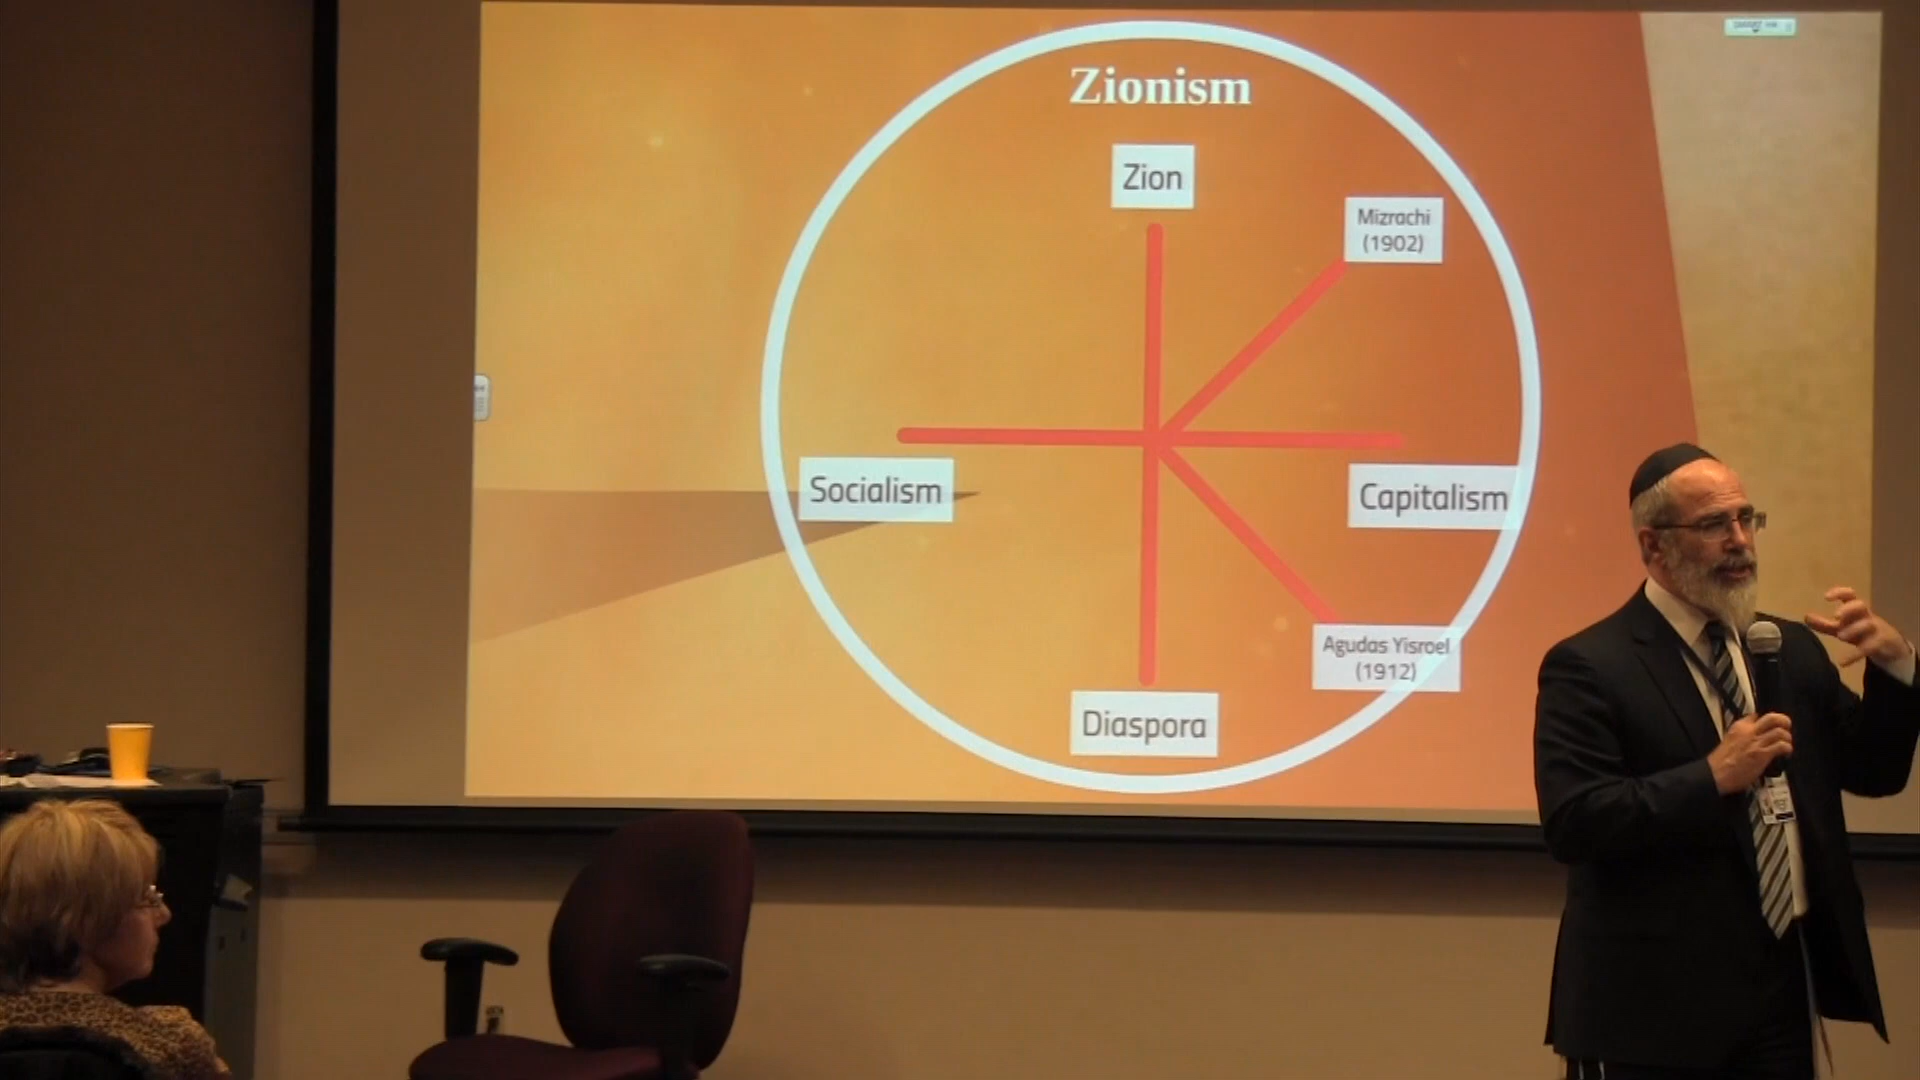 Zionism
Zion
Mizrachi
(1902)
Socialism
Capitalism
Agudas Yisroel
(1912)
Diaspora